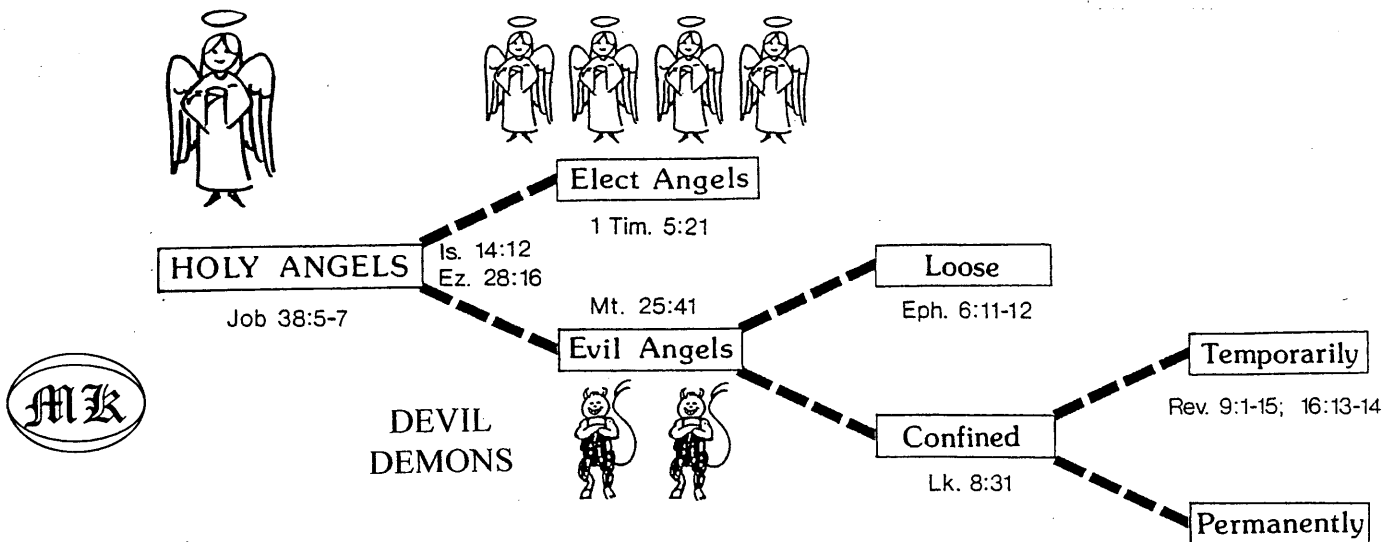 Elect Angels
1 Tim. 5:21
HOLY ANGELS
Is. 14:12
Ez. 28:16
Job 38:5-7
Loose
Eph. 6:11-12
Mt. 25:41
Evil Angels
DEVIL
DEMONS
Confined
Lk. 8:31
Temporarily
Rev. 9:1-15; 16:13-14
Permanently
MK